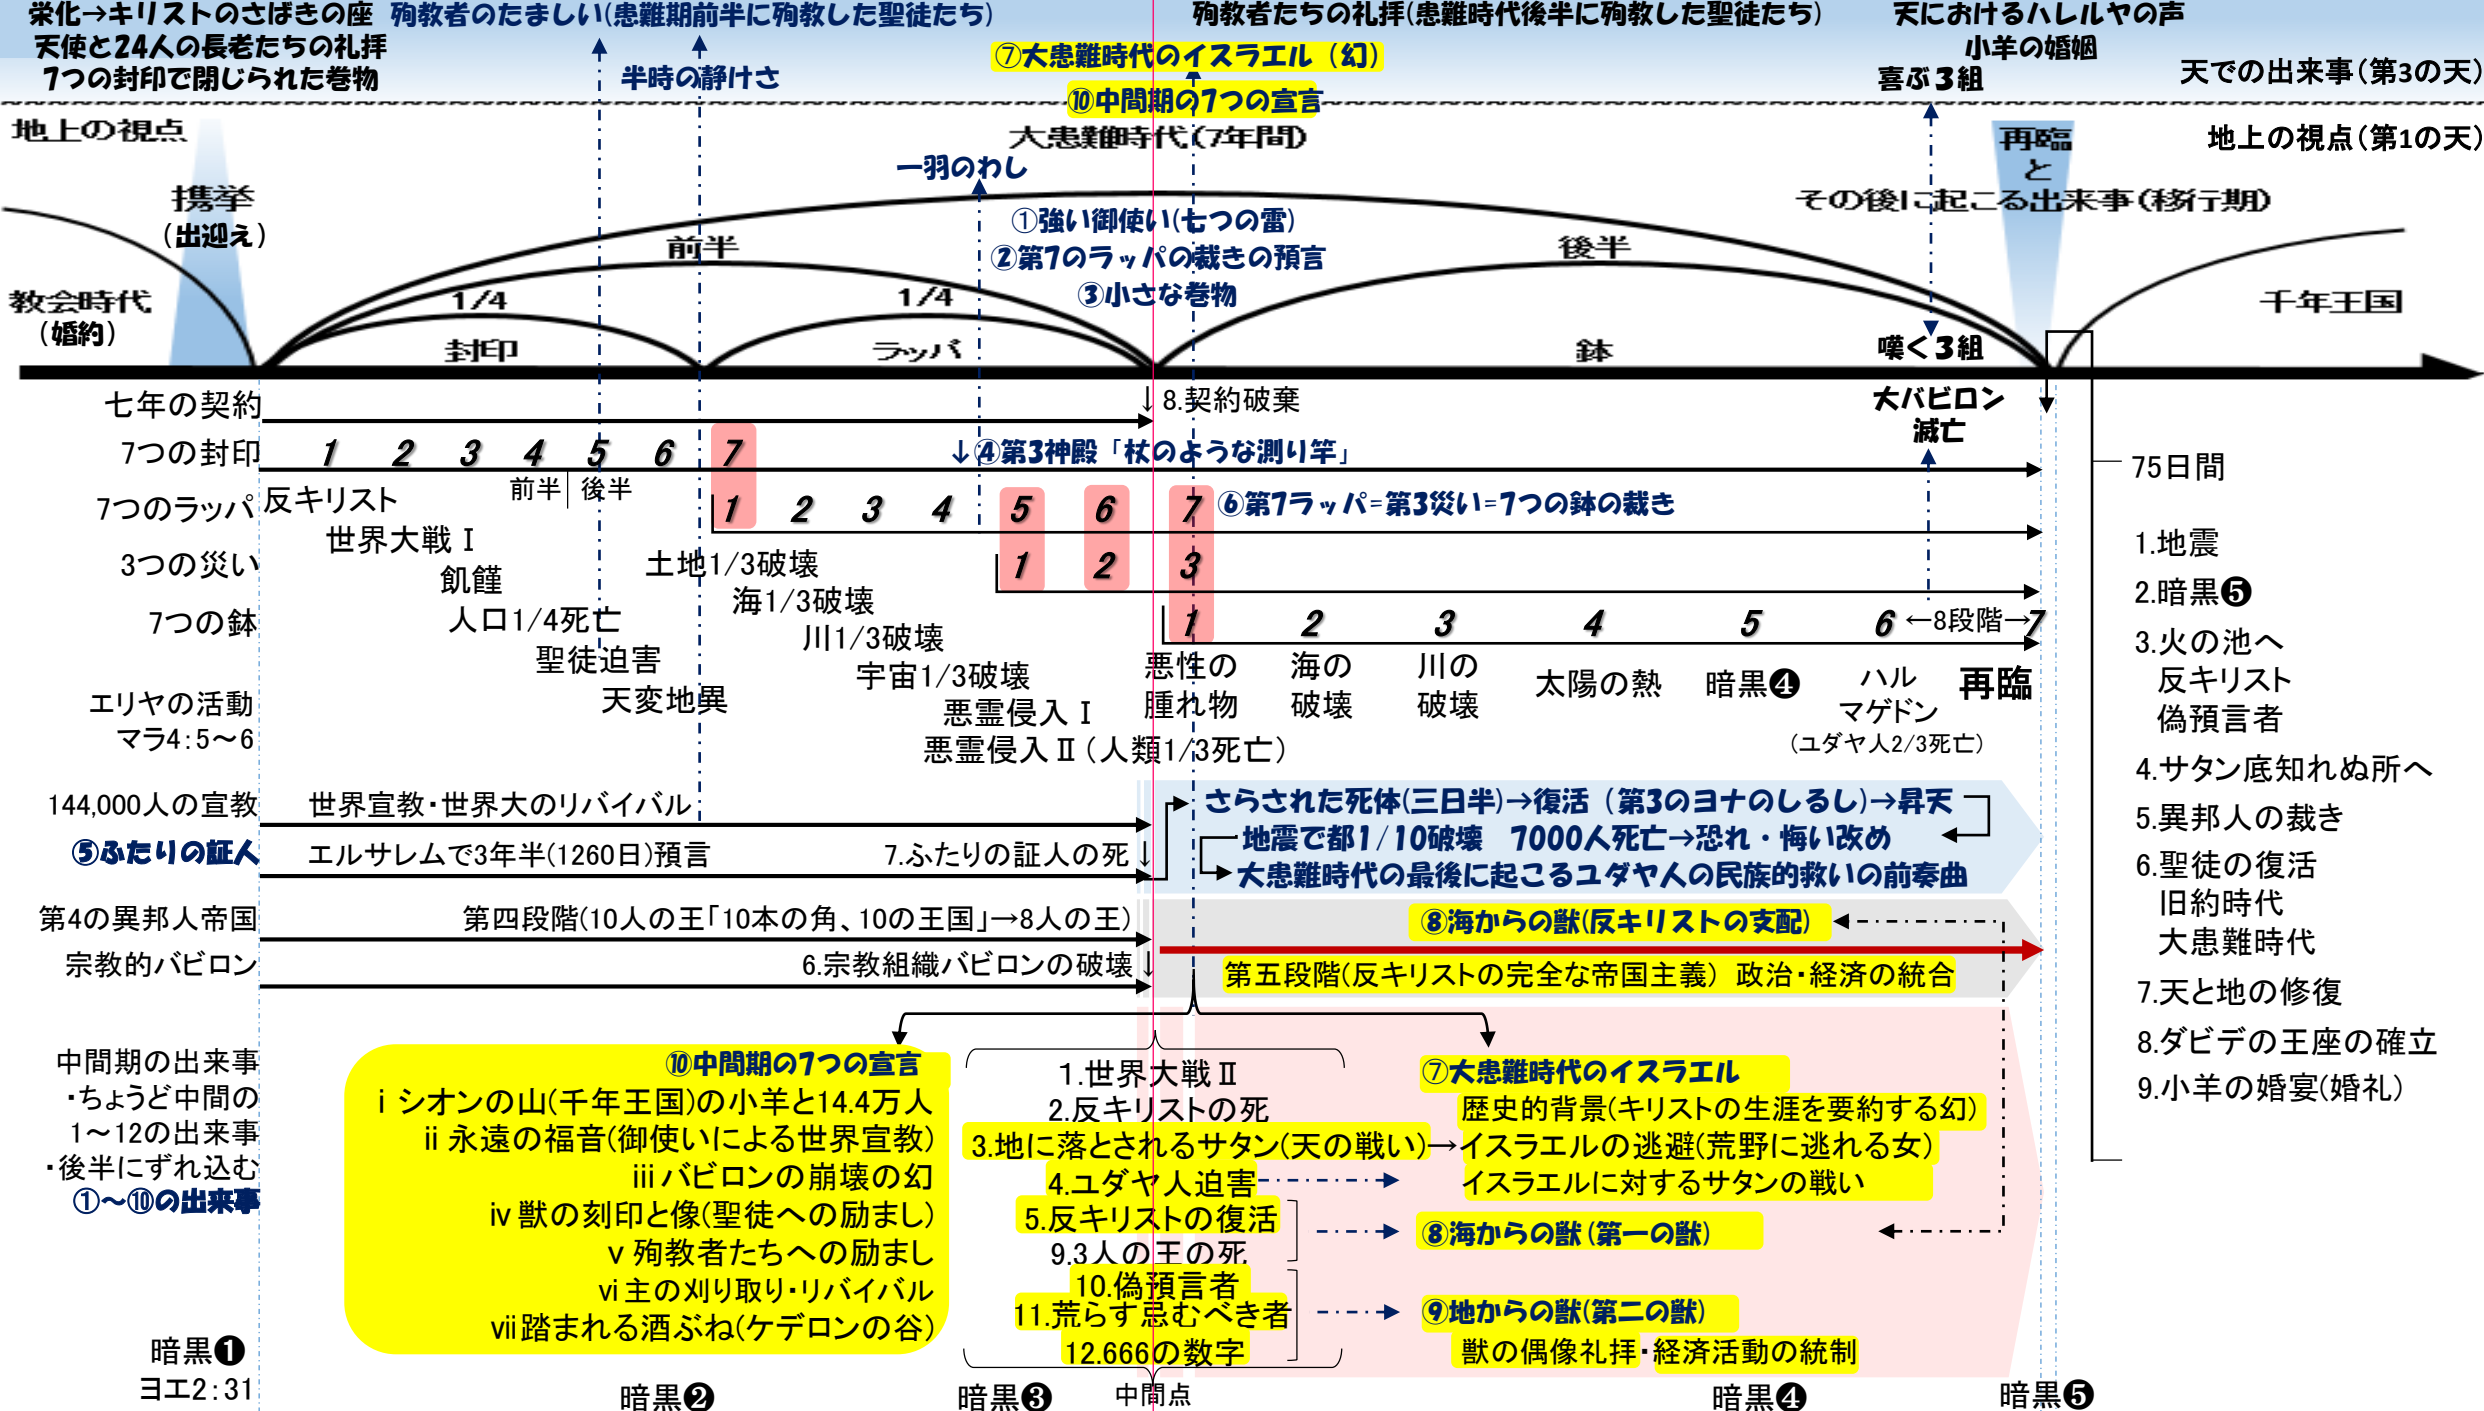 栄化→キリストのさばきの座
天使と24人の長老たちの礼拝
7つの封印で閉じられた巻物
殉教者のたましい(患難期前半に殉教した聖徒たち)
半時の静けさ
⑦大患難時代のイスラエル（幻）
⑩中間期の7つの宣言
殉教者たちの礼拝(患難時代後半に殉教した聖徒たち)
天におけるハレルヤの声
小羊の婚姻
喜ぶ３組
天での出来事(第3の天)
地上の視点
大患難時代(7年間)
再臨
と
その後に起こる出来事(移行期)
地上の視点(第1の天)
携挙
(出迎え)
一羽のわし
①強い御使い(七つの雷)
②第7のラッパの裁きの預言
③小さな巻物
前半
後半
教会時代
(婚約)
1/4
1/4
千年王国
封印
ラッパ
鉢
嘆く３組
七年の契約
↓8.契約破棄
大バビロン
滅亡
7つの封印
1 2 3 4 5 6 7
前半 後半
↓④第3神殿「杖のような測り竿」
75日間
7つのラッパ
1 2 3 4 5 6 7
⑥第7ラッパ=第3災い=7つの鉢の裁き
3つの災い
1 2 3
7つの鉢
1 2 3 4 5 6 ←8段階→7
反キリスト
世界大戦Ⅰ
飢饉
人口1/4死亡
聖徒迫害
天変地異
土地1/3破壊
海1/3破壊
川1/3破壊
宇宙1/3破壊
悪霊侵入Ⅰ
悪霊侵入Ⅱ(人類1/3死亡)
悪性の
腫れ物
海の
破壊
川の
破壊
太陽の熱
暗黒❹
ハル
マゲドン
(ユダヤ人2/3死亡)
再臨
1.地震
2.暗黒❺
3.火の池へ
反キリスト
偽預言者
4.サタン底知れぬ所へ
5.異邦人の裁き
6.聖徒の復活
旧約時代
大患難時代
7.天と地の修復
8.ダビデの王座の確立
9.小羊の婚宴(婚礼)
エリヤの活動
マラ4:5～6
144,000人の宣教
世界宣教・世界大のリバイバル
⑤ふたりの証人
エルサレムで3年半(1260日)預言
7.ふたりの証人の死↓
さらされた死体(三日半)→復活（第3のヨナのしるし)→昇天
地震で都1/10破壊　7000人死亡→恐れ・悔い改め
大患難時代の最後に起こるユダヤ人の民族的救いの前奏曲
第4の異邦人帝国
第四段階(10人の王「10本の角、10の王国」→8人の王)
⑧海からの獣(反キリストの支配)
宗教的バビロン
6.宗教組織バビロンの破壊↓
第五段階(反キリストの完全な帝国主義) 政治・経済の統合
中間期の出来事
・ちょうど中間の
1～12の出来事
・後半にずれ込む
①～⑩の出来事
⑩中間期の7つの宣言
ⅰシオンの山(千年王国)の小羊と14.4万人
ⅱ永遠の福音(御使いによる世界宣教)
ⅲバビロンの崩壊の幻
ⅳ獣の刻印と像(聖徒への励まし)
ⅴ殉教者たちへの励まし
ⅵ主の刈り取り・リバイバル
ⅶ踏まれる酒ぶね(ケデロンの谷)
1.世界大戦Ⅱ
2.反キリストの死
3.地に落とされるサタン(天の戦い)→
4.ユダヤ人迫害
5.反キリストの復活
9.3人の王の死
10.偽預言者
11.荒らす忌むべき者
12.666の数字
⑦大患難時代のイスラエル
歴史的背景(キリストの生涯を要約する幻)
イスラエルの逃避(荒野に逃れる女)
イスラエルに対するサタンの戦い
⑧海からの獣(第一の獣)
⑨地からの獣(第二の獣)
獣の偶像礼拝・経済活動の統制
暗黒❶
ヨエ2:31
暗黒❷
暗黒❸
中間点
暗黒❹
暗黒❺